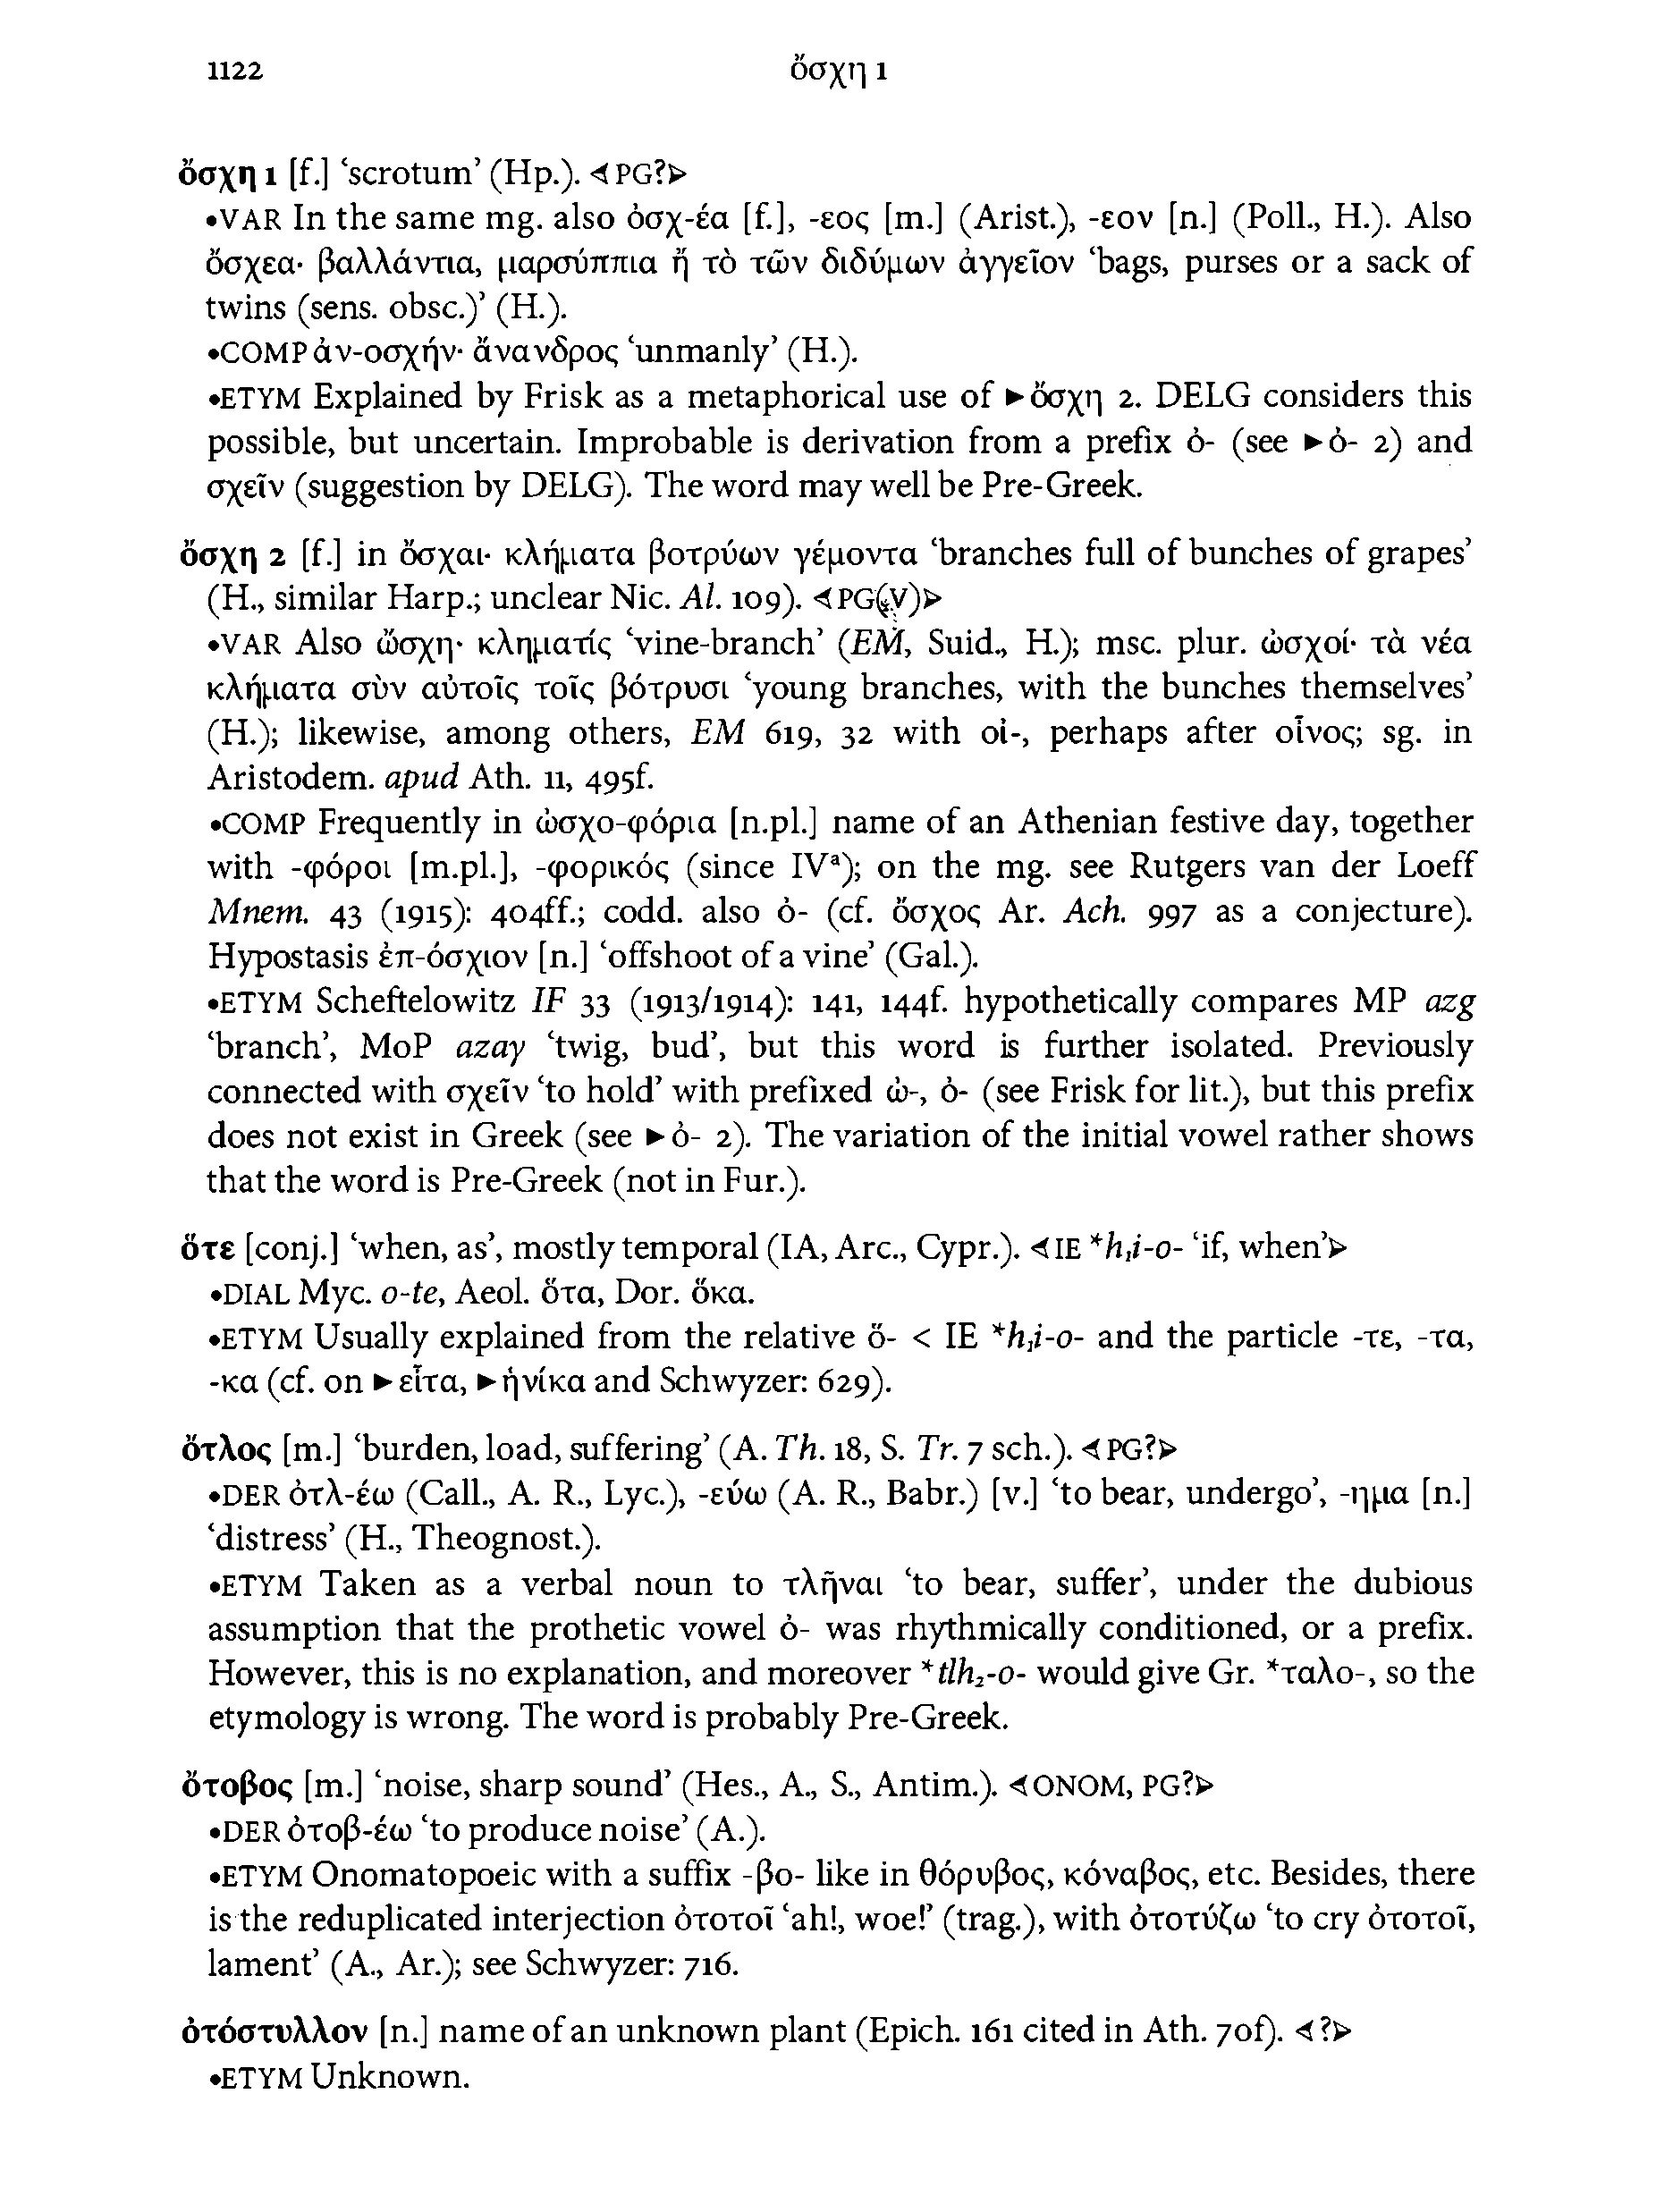 1122 ὄσχη 1
ὄσχη 1 [f.] ‘scrotum’ (Hp.). ◁PG?▷
•VAR In the same mg. also ὀσχ-έα [f.], -εος [m.] (Arist.), -εον [n.] (Poll., H.). Also
ὄσχεα· βαλλάντια, μαρσύππια ἢ τὸ τῶν διδύμων ἀγγεῖον ‘bags, purses or a sack of
twins (sens. obsc.)’ (H.).
•COMP ἀν-οσχήν· ἄνανδρος ‘unmanly’ (H.).
•ETYM Explained by Frisk as a metaphorical use of ►ὄσχη 2. DELG considers this
possible, but uncertain. Improbable is derivation from a prefix ὀ- (see ►ὀ- 2) and
σχεῖν (suggestion by DELG). The word may well be Pre-Greek.
ὄσχη 2 [f.] in ὄσχαι· κλήματα βοτρύων γέμοντα ‘branches full of bunches of grapes’
(H., similar Harp.; unclear Nic. Al. 109). ◁PG(V)▷
•VAR Also ὤσχη· κληματίς ‘vine-branch’ (EM, Suid., H.); msc. plur. ὠσχοί· τὰ νέα
κλήματα σὺν αὐτοῖς τοῖς βότρυσι ‘young branches, with the bunches themselves’
(H.); likewise, among others, EM 619, 32 with οἰ-, perhaps after οἶνος; sg. in
Aristodem. apud Ath. 11, 495f.
•COMP Frequently in ὠσχο-φόρια [n.pl.] name of an Athenian festive day, together
with -φόροι [m.pl.], -φορικός (since IVᵃ); on the mg. see Rutgers van der Loeff
Mnem. 43 (1915): 404ff.; codd. also ὀ- (cf. ὄσχος Ar. Ach. 997 as a conjecture).
Hypostasis ἐπ-όσχιον [n.] ‘offshoot of a vine’ (Gal.).
•ETYM Scheftelowitz IF 33 (1913/1914): 141, 144f. hypothetically compares MP azg
‘branch’, MoP azay ‘twig, bud’, but this word is further isolated. Previously
connected with σχεῖν ‘to hold’ with prefixed ὠ-, ὀ- (see Frisk for lit.), but this prefix
does not exist in Greek (see ►ὀ- 2). The variation of the initial vowel rather shows
that the word is Pre-Greek (not in Fur.).
ὅτε [conj.] ‘when, as’, mostly temporal (IA, Arc., Cypr.). ◁IE *h₁i-o- ‘if, when’▷
•DIAL Myc. o-te, Aeol. ὄτα, Dor. ὅκα.
•ETYM Usually explained from the relative ὅ- < IE *h₁i-o- and the particle -τε, -τα,
-κα (cf. on ►εἶτα, ►ἡνίκα and Schwyzer: 629).
ὄτλος [m.] ‘burden, load, suffering’ (A. Th. 18, S. Tr. 7 sch.). ◁PG?▷
•DER ὀτλ-έω (Call., A. R., Lyc.), -εύω (A. R., Babr.) [v.] ‘to bear, undergo’, -ημα [n.]
‘distress’ (H., Theognost.).
•ETYM Taken as a verbal noun to τλῆναι ‘to bear, suffer’, under the dubious
assumption that the prothetic vowel ὀ- was rhythmically conditioned, or a prefix.
However, this is no explanation, and moreover *tlh₂-o- would give Gr. *ταλο-, so the
etymology is wrong. The word is probably Pre-Greek.
ὄτοβος [m.] ‘noise, sharp sound’ (Hes., A., S., Antim.). ◁ONOM, PG?▷
•DER ὀτοβ-έω ‘to produce noise’ (A.).
•ETYM Onomatopoeic with a suffix -βο- like in θόρυβος, κόναβος, etc. Besides, there
is the reduplicated interjection ὀτοτοῖ ‘ah!, woe!’ (trag.), with ὀτοτύζω ‘to cry ὀτοτοῖ,
lament’ (A., Ar.); see Schwyzer: 716.
ὀτόστυλλον [n.] name of an unknown plant (Epich. 161 cited in Ath. 70f). ◁?▷
•ETYM Unknown.